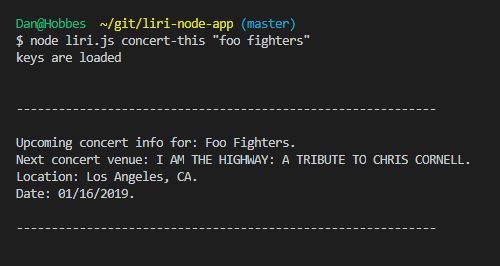 Dan@Hobbes ~/git/liri-node-app (master)
$ node liri.js concert-this "foo fighters"
keys are loaded
------------------------------------------------------------
Upcoming concert info for: Foo Fighters.
Next concert venue: I AM THE HIGHWAY: A TRIBUTE TO CHRIS CORNELL.
Location: Los Angeles, CA.
Date: 01/16/2019.
------------------------------------------------------------